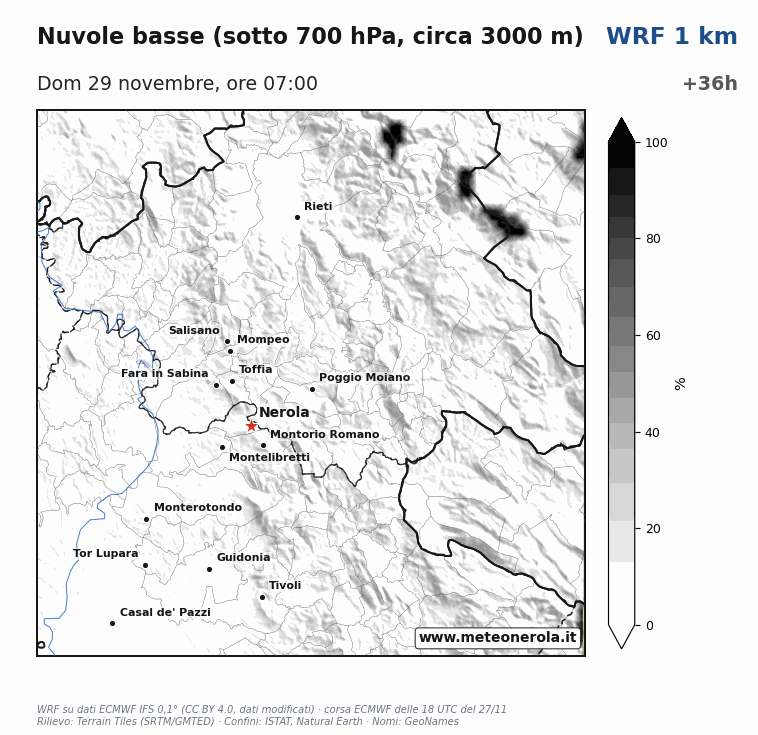 Nuvole basse (sotto 700 hPa, circa 3000 m) WRF 1 km
Dom 29 novembre, ore 07:00 +36h
100
80
60
40
20
0
%
Rieti
Salisano
Mompeo
Fara in Sabina
Toffia
Poggio Moiano
Nerola
Montorio Romano
Montelibretti
Monterotondo
Tor Lupara
Guidonia
Tivoli
Casal de' Pazzi
www.meteonerola.it
WRF su dati ECMWF IFS 0,1° (CC BY 4.0, dati modificati) · corsa ECMWF delle 18 UTC del 27/11
Rilievo: Terrain Tiles (SRTM/GMTED) · Confini: ISTAT, Natural Earth · Nomi: GeoNames